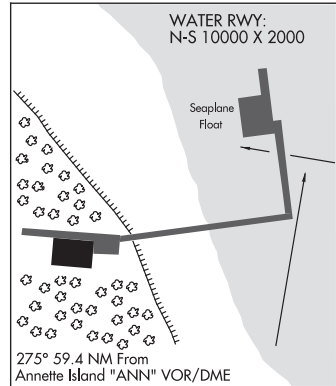 WATER RWY:
N-S 10000 X 2000
Seaplane
Float
275° 59.4 NM From
Annette Island "ANN" VOR/DME